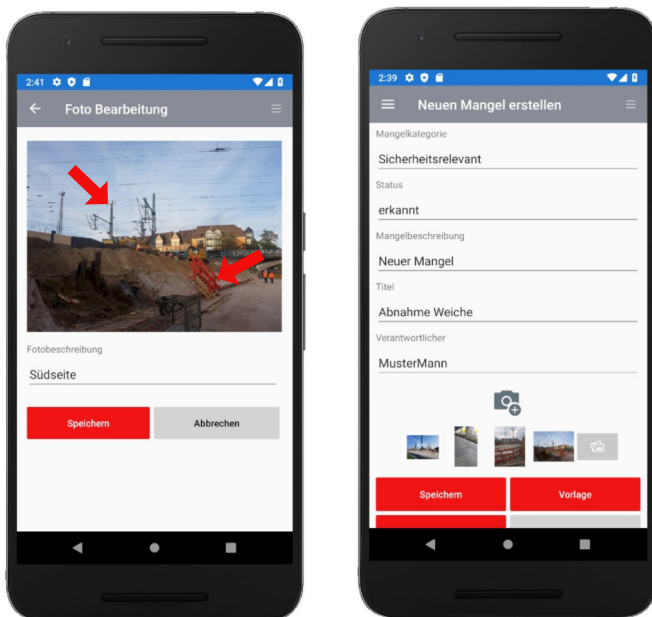 2:41
Foto Bearbeitung
Fotobeschreibung
Südseite
Speichern
Abbrechen
2:39
Neuen Mangel erstellen
Mangelkategorie
Sicherheitsrelevant
Status
erkannt
Mangelbeschreibung
Neuer Mangel
Titel
Abnahme Weiche
Verantwortlicher
MusterMann
Speichern
Vorlage